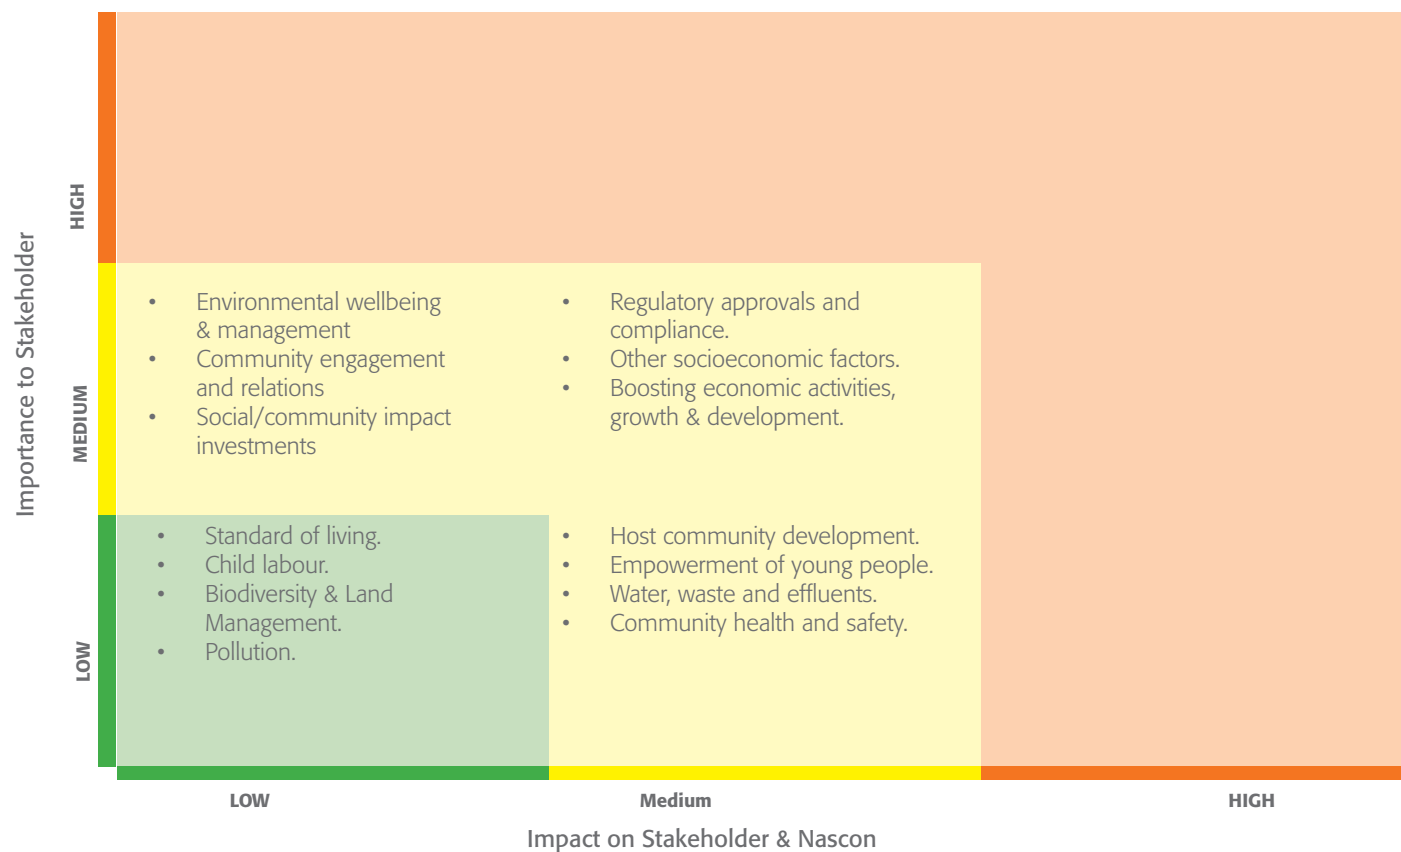 Importance to Stakeholder
HIGH
MEDIUM
LOW
• Environmental wellbeing
& management
• Community engagement
and relations
• Social/community impact
investments
• Regulatory approvals and
compliance.
• Other socioeconomic factors.
• Boosting economic activities,
growth & development.
• Standard of living.
• Child labour.
• Biodiversity & Land
Management.
• Pollution.
• Host community development.
• Empowerment of young people.
• Water, waste and effluents.
• Community health and safety.
LOW
Medium
HIGH
Impact on Stakeholder & Nascon